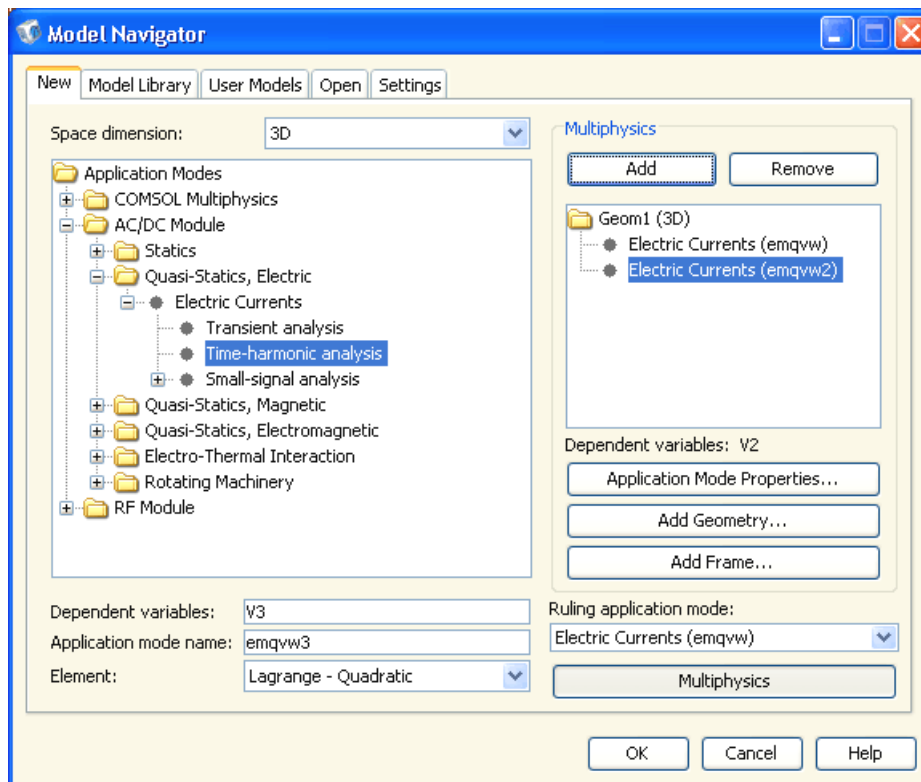 Model Navigator
New Model Library User Models Open Settings
Space dimension: 3D
Application Modes
COMSOL Multiphysics
AC/DC Module
Statics
Quasi-Statics, Electric
Electric Currents
Transient analysis
Time-harmonic analysis
Small-signal analysis
Quasi-Statics, Magnetic
Quasi-Statics, Electromagnetic
Electro-Thermal Interaction
Rotating Machinery
RF Module
Dependent variables: V3
Application mode name: emqvw3
Element: Lagrange - Quadratic
Multiphysics
Add Remove
Geom1 (3D)
Electric Currents (emqvw)
Electric Currents (emqvw2)
Dependent variables: V2
Application Mode Properties...
Add Geometry...
Add Frame...
Ruling application mode:
Electric Currents (emqvw)
Multiphysics
OK Cancel Help